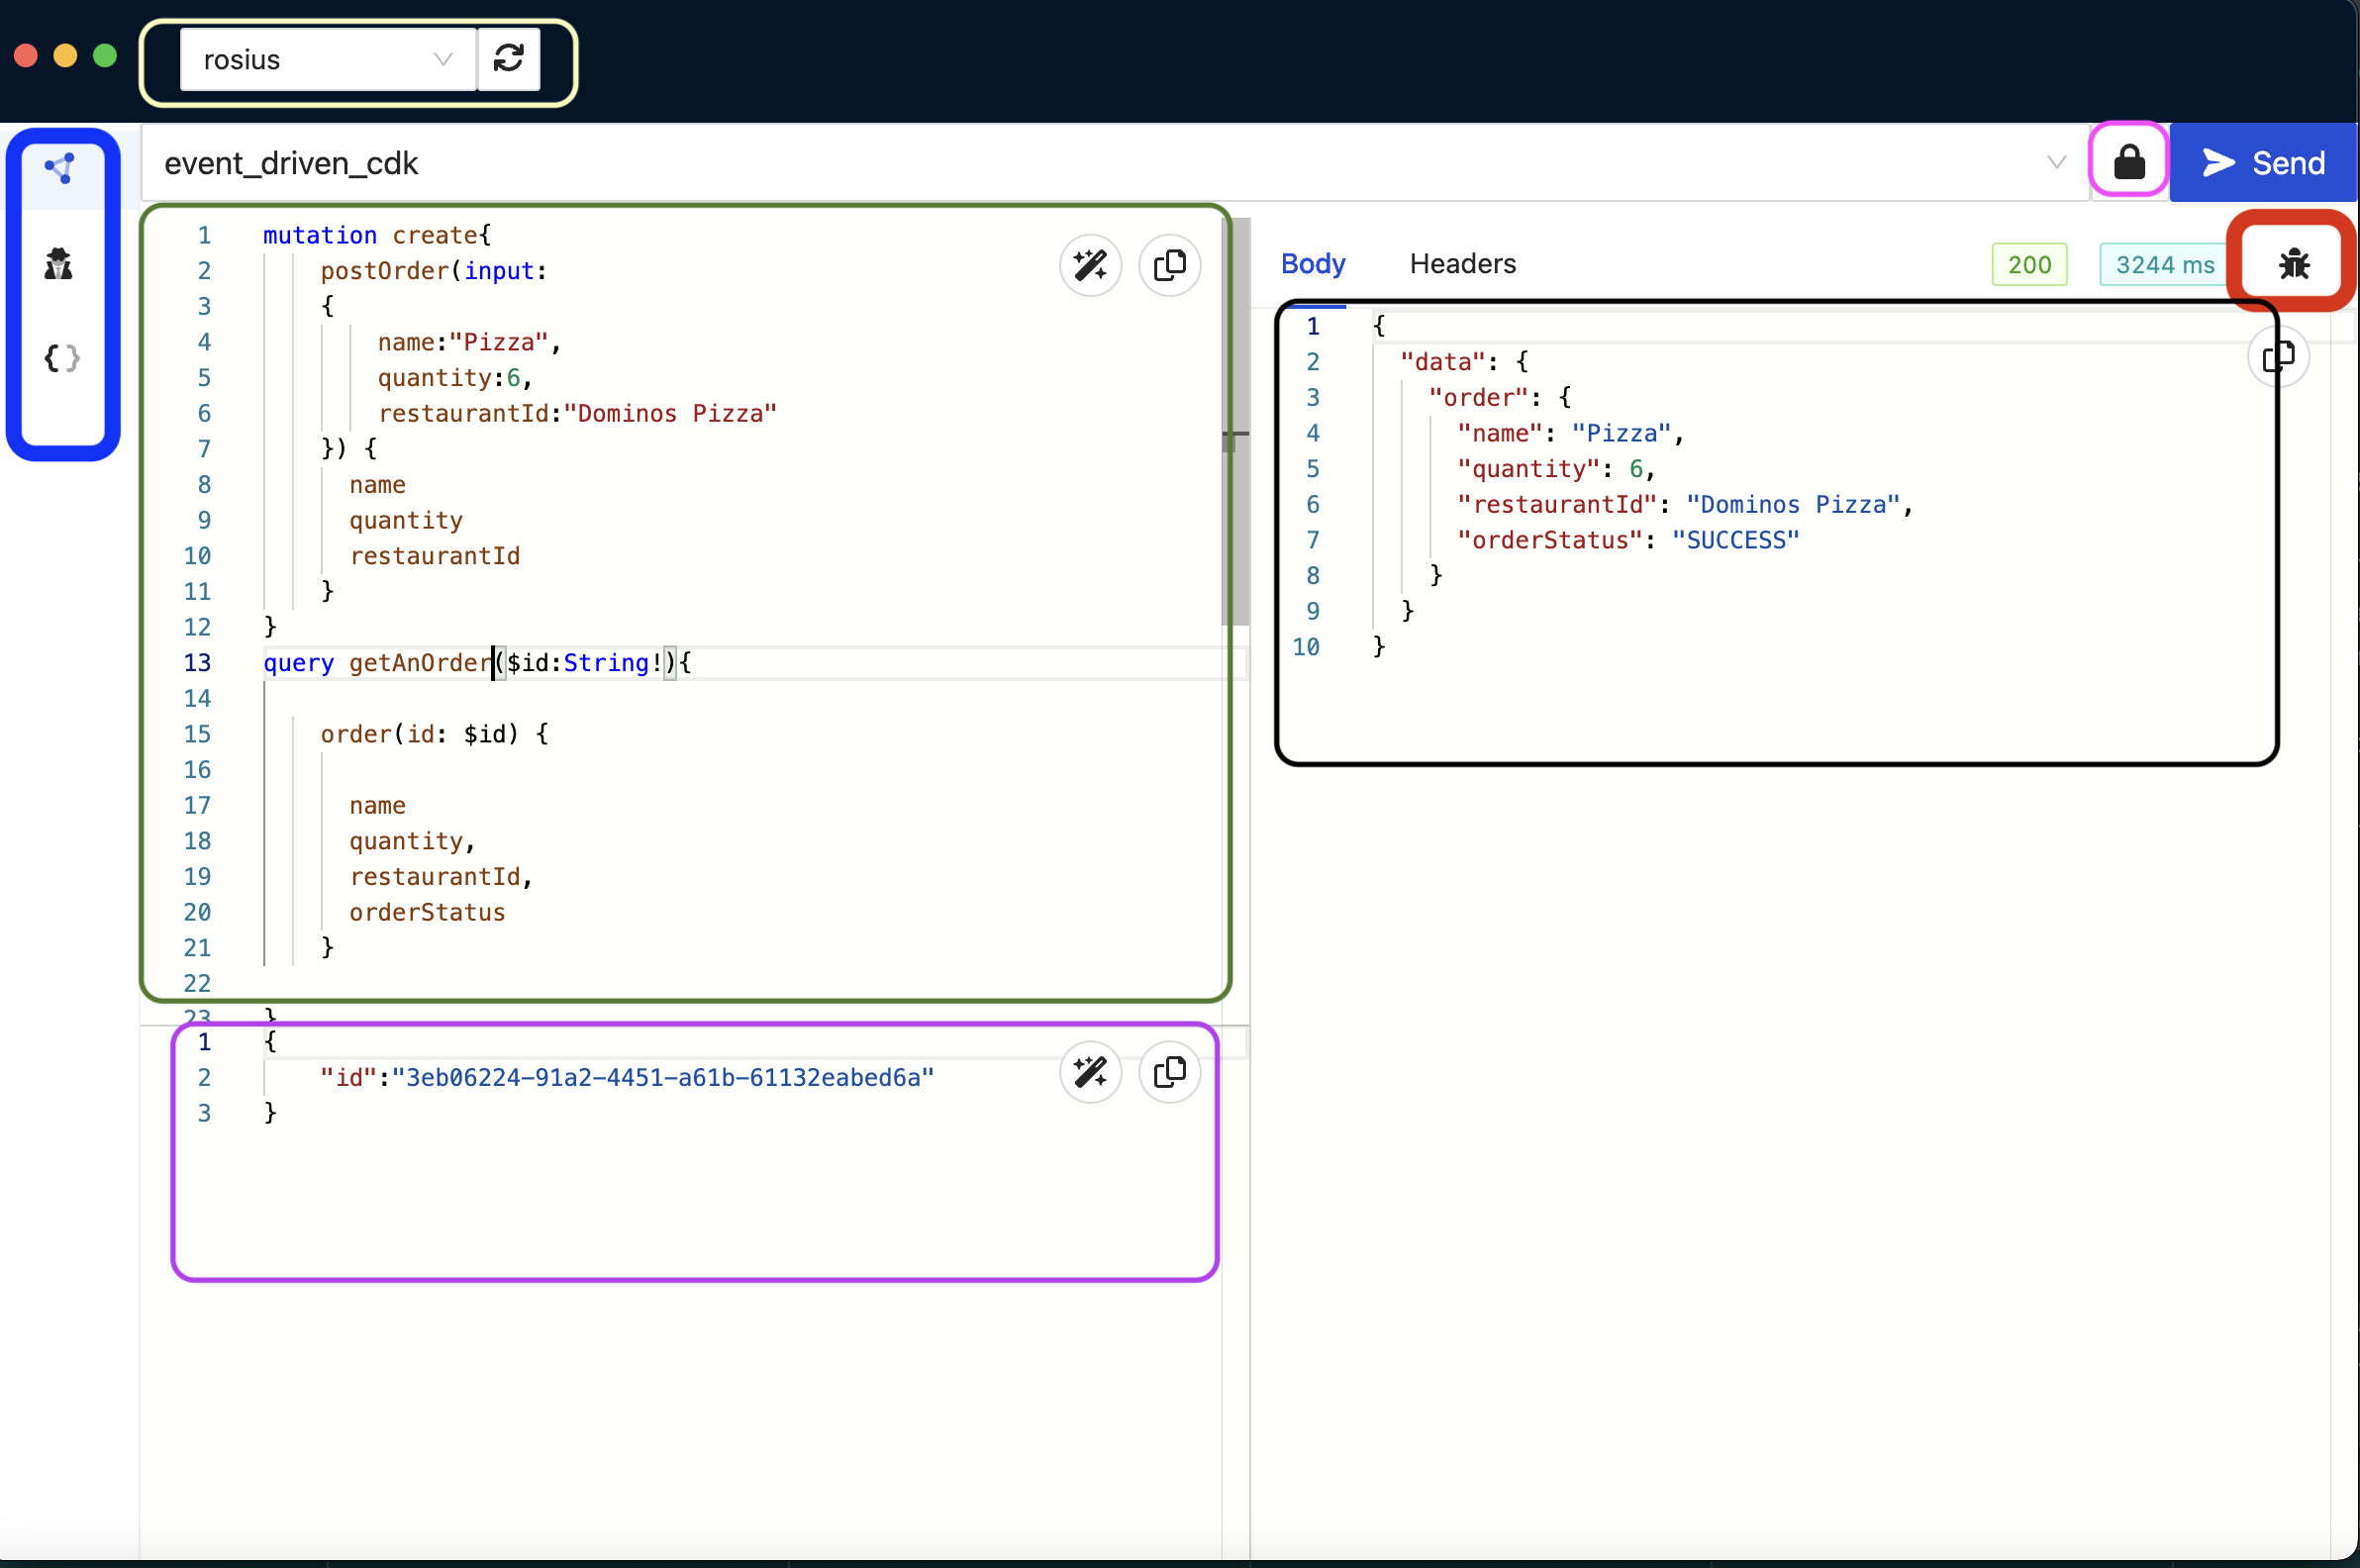 rosius
event_driven_cdk
Send
1 mutation create{
2 postOrder(input:
3 {
4 name:"Pizza",
5 quantity:6,
6 restaurantId:"Dominos Pizza"
7 }) {
8 name
9 quantity
10 restaurantId
11 }
12 }
13 query getAnOrder($id:String!){
14
15 order(id: $id) {
16
17 name
18 quantity,
19 restaurantId,
20 orderStatus
21 }
22
23 }
1 {
2 "id":"3eb06224-91a2-4451-a61b-61132eabed6a"
3 }
Body Headers 200 3244 ms
1 {
2 "data": {
3 "order": {
4 "name": "Pizza",
5 "quantity": 6,
6 "restaurantId": "Dominos Pizza",
7 "orderStatus": "SUCCESS"
8 }
9 }
10 }